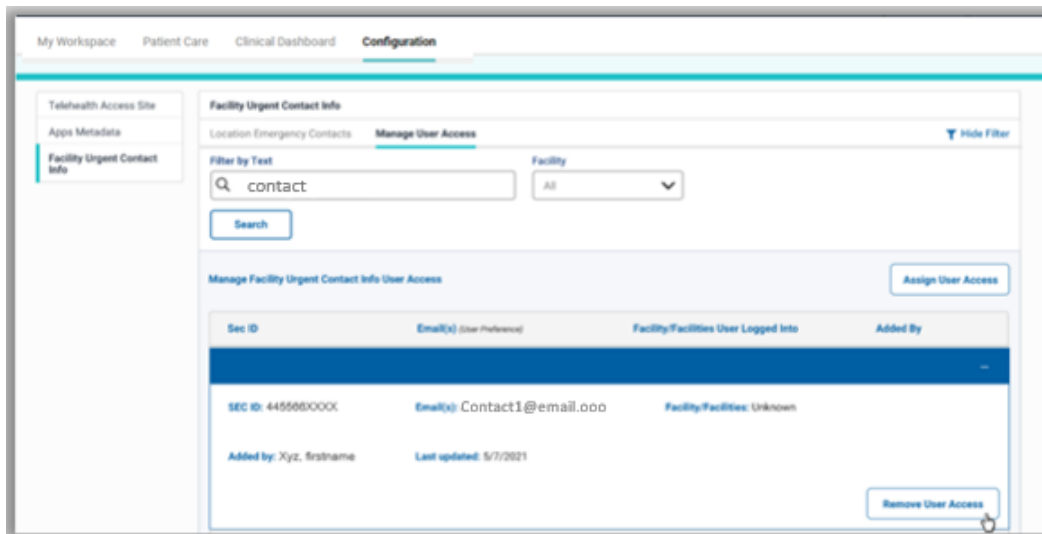 My Workspace Patient Care Clinical Dashboard Configuration
Telehealth Access Site
Apps Metadata
Facility Urgent Contact
Info
Facility Urgent Contact Info
Location Emergency Contacts Manage User Access Hide Filter
Filter by Text Facility
contact All
Search
Manage Facility Urgent Contact Info User Access Assign User Access
Sec ID Email(s) (User Preference) Facility/Facilities User Logged Into Added By
SEC ID: 445566XXXX Email(s): Contact1@email.ooo Facility/Facilities: Unknown
Added by: Xyz, firstname Last updated: 5/7/2021
Remove User Access